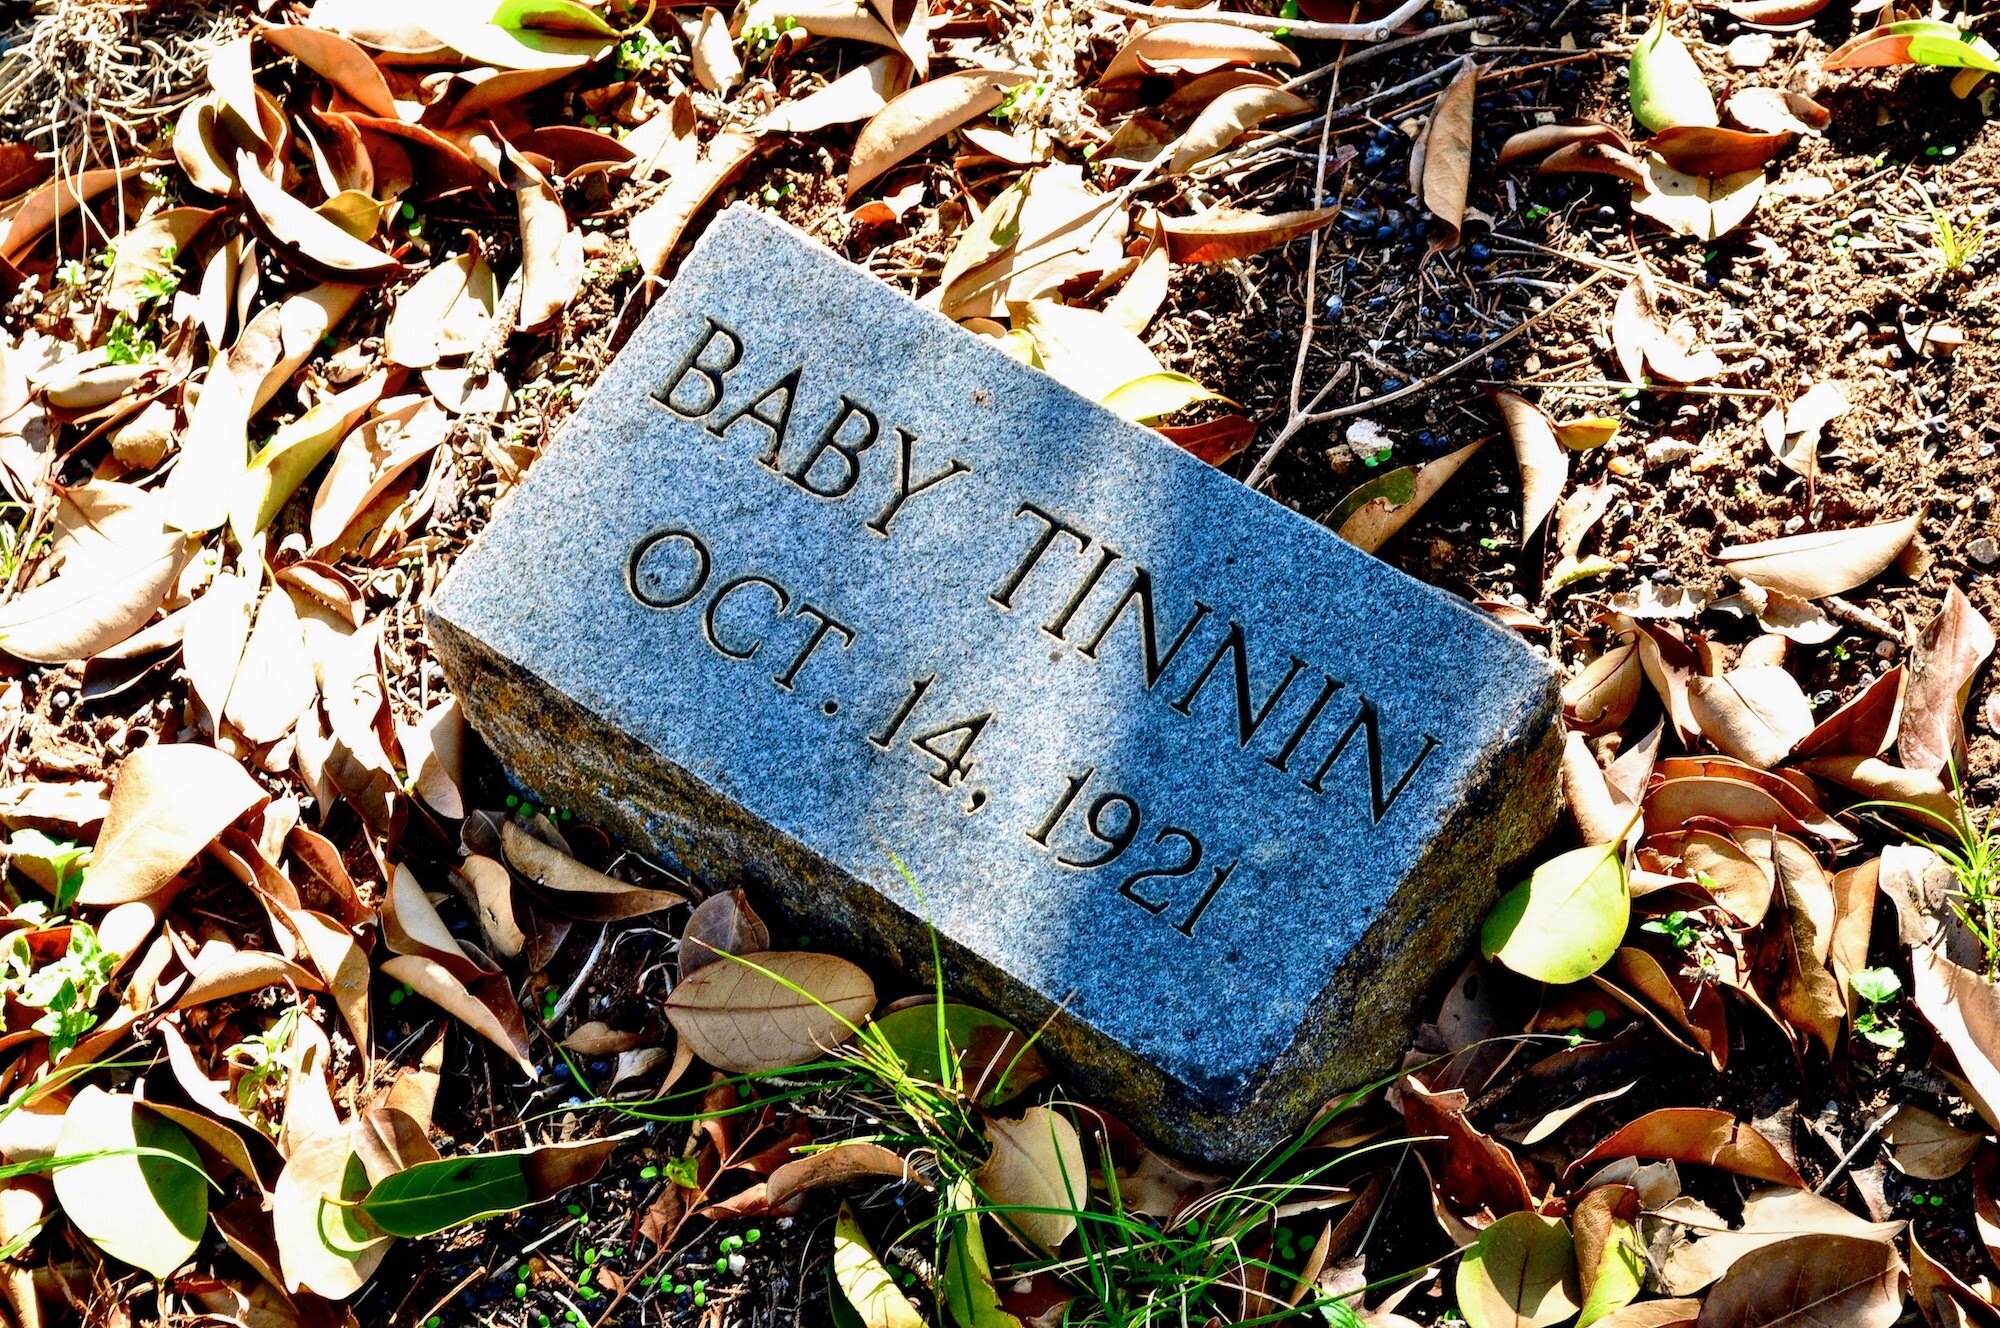 BABY TINNIN
OCT. 14, 1921